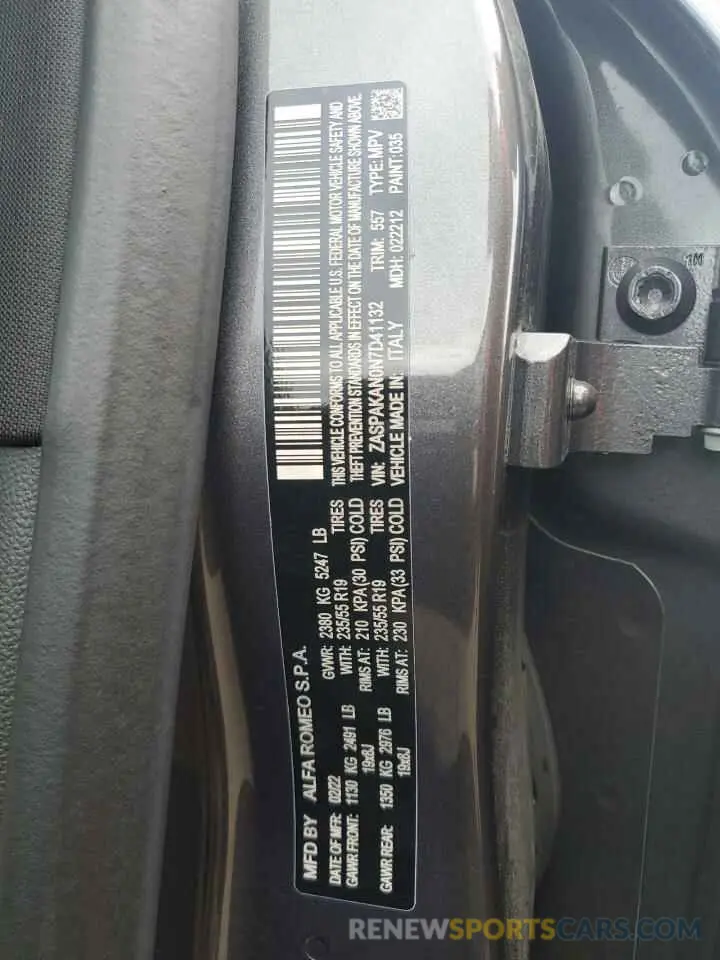 MFD BY ALFA ROMEO S.P.A.
DATE OF MFR: 02/22 GVWR: 2380 KG 5247 LB
GAWR FRONT: 1130 KG 2491 LB WITH: 235/55 R19 TIRES
19x8J RIMS AT: 210 KPA(30 PSI) COLD
GAWR REAR: 1350 KG 2976 LB WITH: 235/55 R19 TIRES
19x8J RIMS AT: 230 KPA (33 PSI) COLD
THIS VEHICLE CONFORMS TO ALL APPLICABLE U.S. FEDERAL MOTOR VEHICLE SAFETY AND
THEFT PREVENTION STANDARDS IN EFFECT ON THE DATE OF MANUFACTURE SHOWN ABOVE.
VIN: ZASPAKAN0N7D41132 TRIM: 557 TYPE: MPV
VEHICLE MADE IN: ITALY MDH: 022212 PAINT: 035
RENEWSPORTSCARS.COM